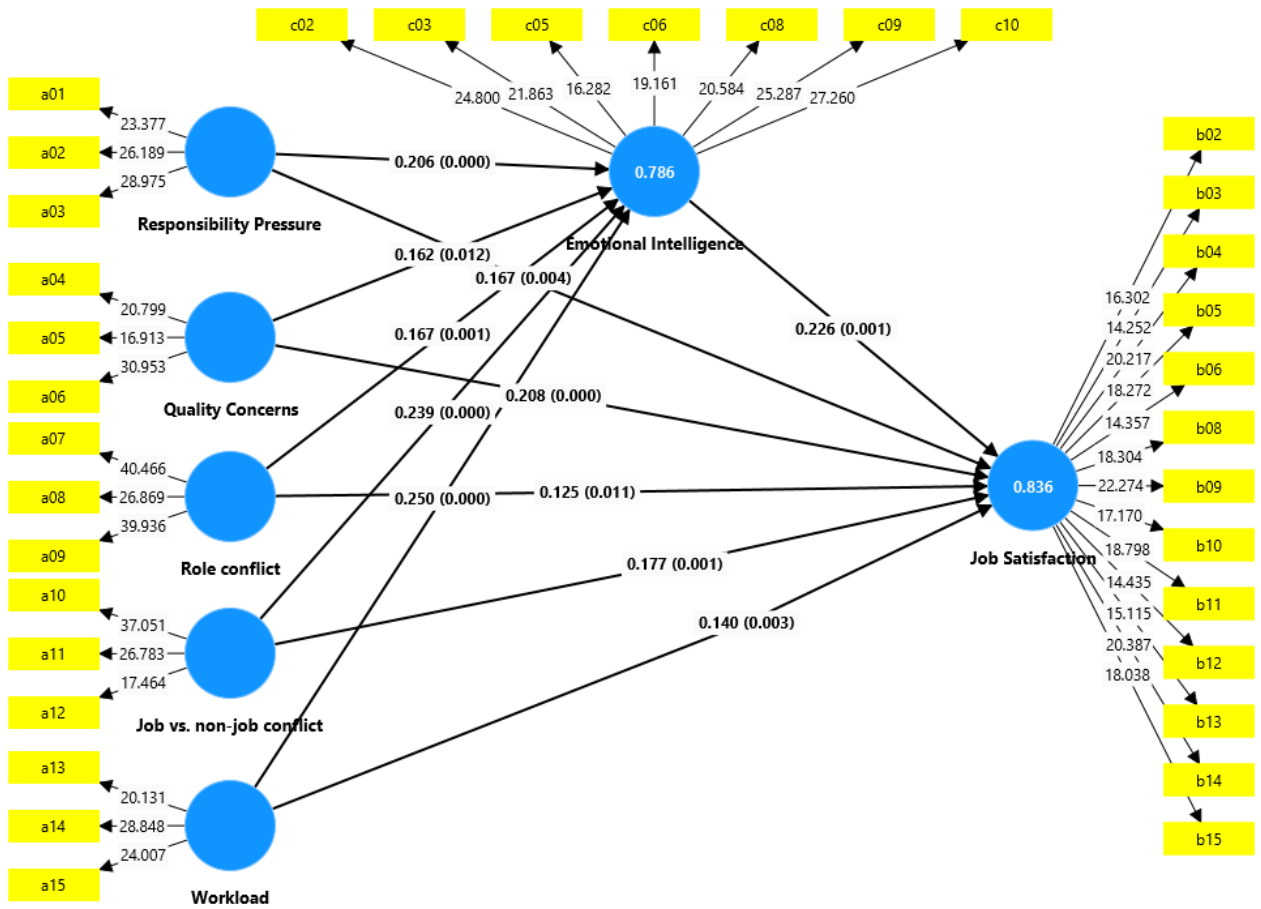 c02
c03
c05
c06
c08
c09
c10
24.800
21.863
16.282
19.161
20.584
25.287
27.260
0.786
Emotional Intelligence
a01
a02
a03
23.377
26.189
28.975
Responsibility Pressure
a04
a05
a06
20.799
16.913
30.953
Quality Concerns
a07
a08
a09
40.466
26.869
39.936
Role conflict
a10
a11
a12
37.051
26.783
17.464
Job vs. non-job conflict
a13
a14
a15
20.131
28.848
24.007
Workload
0.206 (0.000)
0.162 (0.012)
0.167 (0.004)
0.167 (0.001)
0.208 (0.000)
0.239 (0.000)
0.250 (0.000)
0.125 (0.011)
0.177 (0.001)
0.140 (0.003)
0.226 (0.001)
0.836
Job Satisfaction
16.302
14.252
20.217
18.272
14.357
18.304
22.274
17.170
18.798
14.435
15.115
20.387
18.038
b02
b03
b04
b05
b06
b08
b09
b10
b11
b12
b13
b14
b15